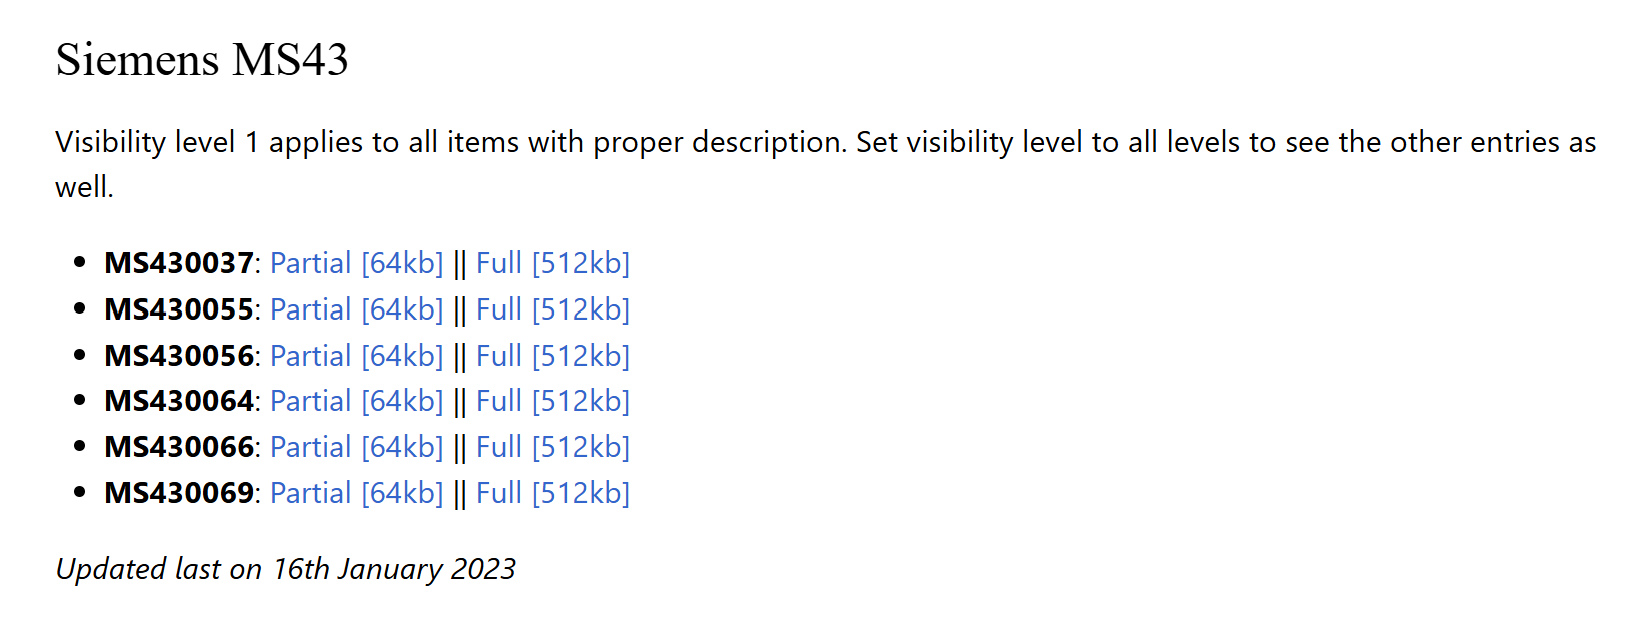 Siemens MS43
Visibility level 1 applies to all items with proper description. Set visibility level to all levels to see the other entries as
well.
• MS430037: Partial [64kb] || Full [512kb]
• MS430055: Partial [64kb] || Full [512kb]
• MS430056: Partial [64kb] || Full [512kb]
• MS430064: Partial [64kb] || Full [512kb]
• MS430066: Partial [64kb] || Full [512kb]
• MS430069: Partial [64kb] || Full [512kb]
Updated last on 16th January 2023